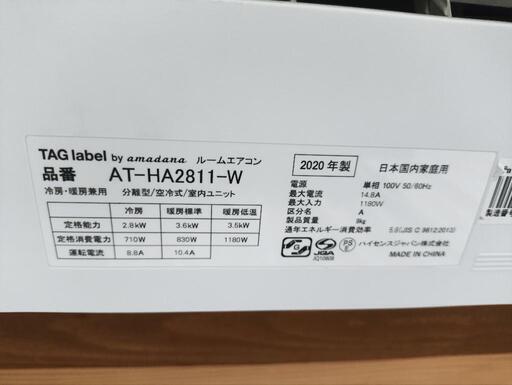 TAG label by amadana ルームエアコン
品番 AT-HA2811-W
冷房・暖房兼用 分離型/空冷式/室内ユニット
冷房 暖房標準 暖房低温
定格能力 2.8kW 3.6kW 3.5kW
定格消費電力 710W 830W 1180W
運転電流 8.8A 10.4A
2020年製 日本国内家庭用
電源 単相 100V 50/60Hz
最大電流 14.8A
最大入力 1180W
区分名 A
製品質量 9kg
通年エネルギー消費効率 5.8(JIS C 9612:2013)
JQA
PS E
JQ10808
ハイセンスジャパン株式会社
MADE IN CHINA
製造番号